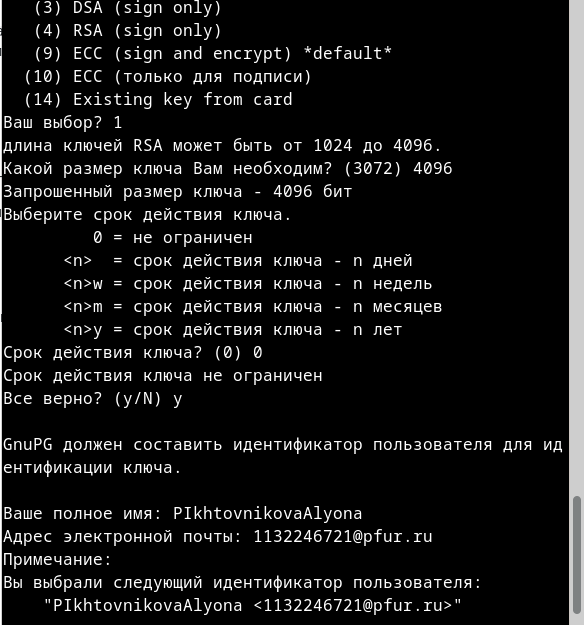 (3) DSA (sign only)
(4) RSA (sign only)
(9) ECC (sign and encrypt) *default*
(10) ECC (только для подписи)
(14) Existing key from card
Ваш выбор? 1
длина ключей RSA может быть от 1024 до 4096.
Какой размер ключа Вам необходим? (3072) 4096
Запрошенный размер ключа - 4096 бит
Выберите срок действия ключа.
0 = не ограничен
<n>  = срок действия ключа - n дней
<n>w = срок действия ключа - n недель
<n>m = срок действия ключа - n месяцев
<n>y = срок действия ключа - n лет
Срок действия ключа? (0) 0
Срок действия ключа не ограничен
Все верно? (y/N) y
GnuPG должен составить идентификатор пользователя для ид
ентификации ключа.
Ваше полное имя: PIkhtovnikovaAlyona
Адрес электронной почты: 1132246721@pfur.ru
Примечание:
Вы выбрали следующий идентификатор пользователя:
"PIkhtovnikovaAlyona <1132246721@pfur.ru>"